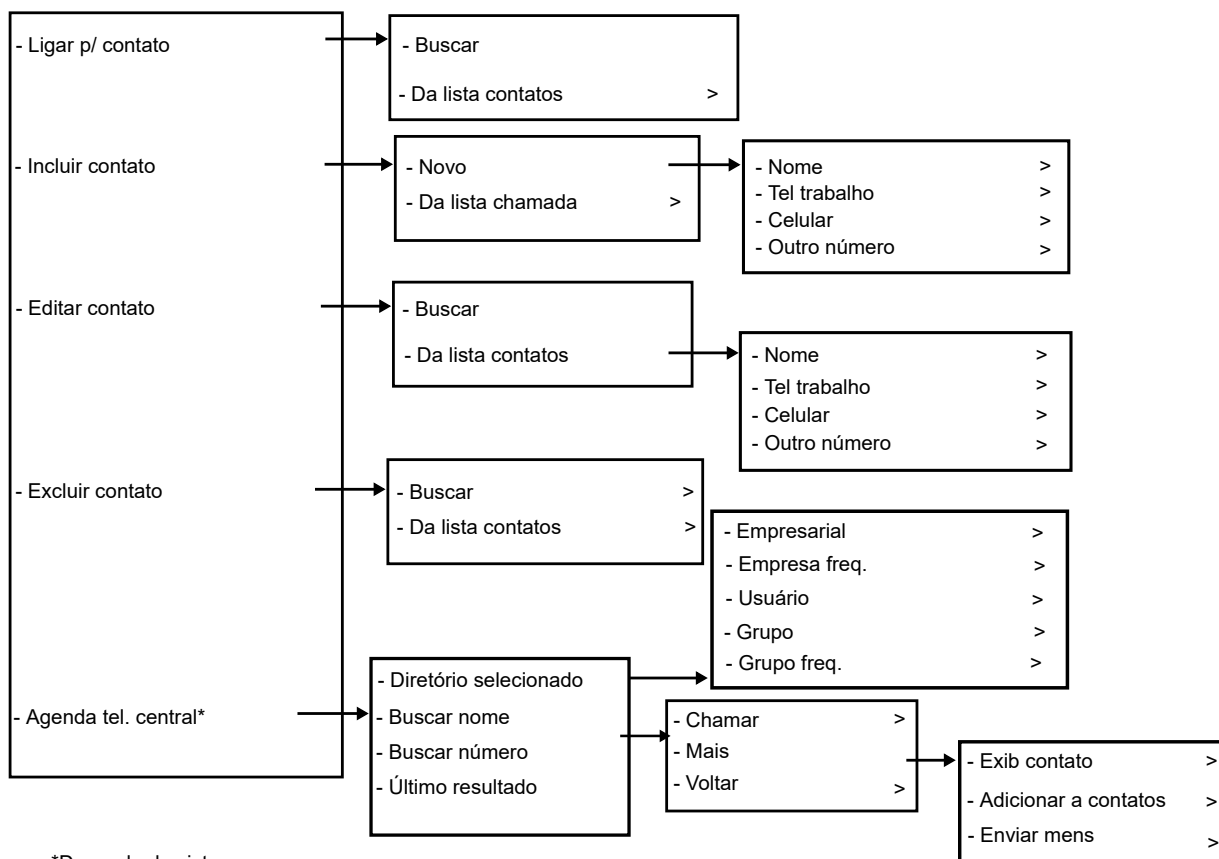 - Ligar p/ contato
- Buscar
- Da lista contatos >
- Incluir contato
- Novo
- Da lista chamada >
- Nome >
- Tel trabalho >
- Celular >
- Outro número >
- Editar contato
- Buscar
- Da lista contatos
- Nome >
- Tel trabalho >
- Celular >
- Outro número >
- Excluir contato
- Buscar >
- Da lista contatos >
- Empresarial >
- Empresa freq. >
- Usuário >
- Grupo >
- Grupo freq. >
- Agenda tel. central*
- Diretório selecionado
- Buscar nome
- Buscar número
- Último resultado
- Chamar >
- Mais
- Voltar >
- Exib contato >
- Adicionar a contatos >
- Enviar mens >